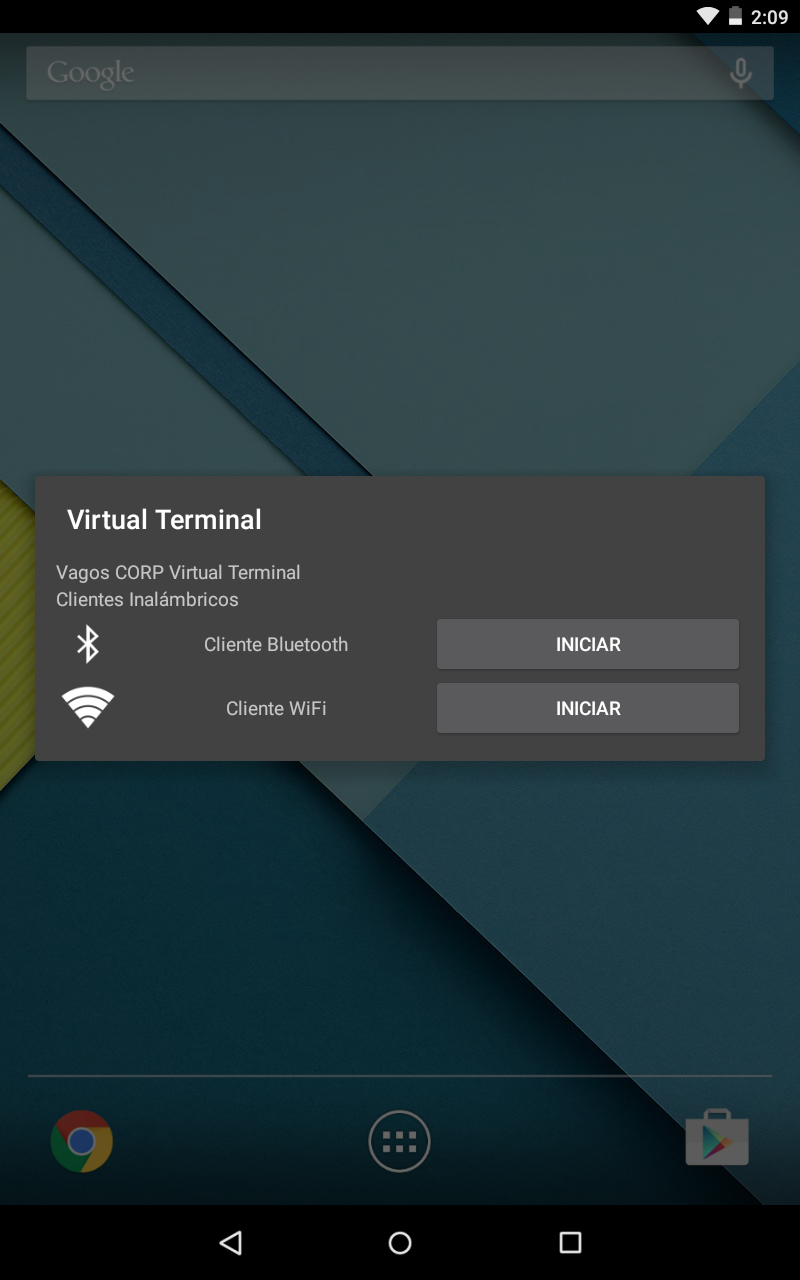 2:09
Google
Virtual Terminal
Vagos CORP Virtual Terminal
Clientes Inalámbricos
Cliente Bluetooth INICIAR
Cliente WiFi INICIAR